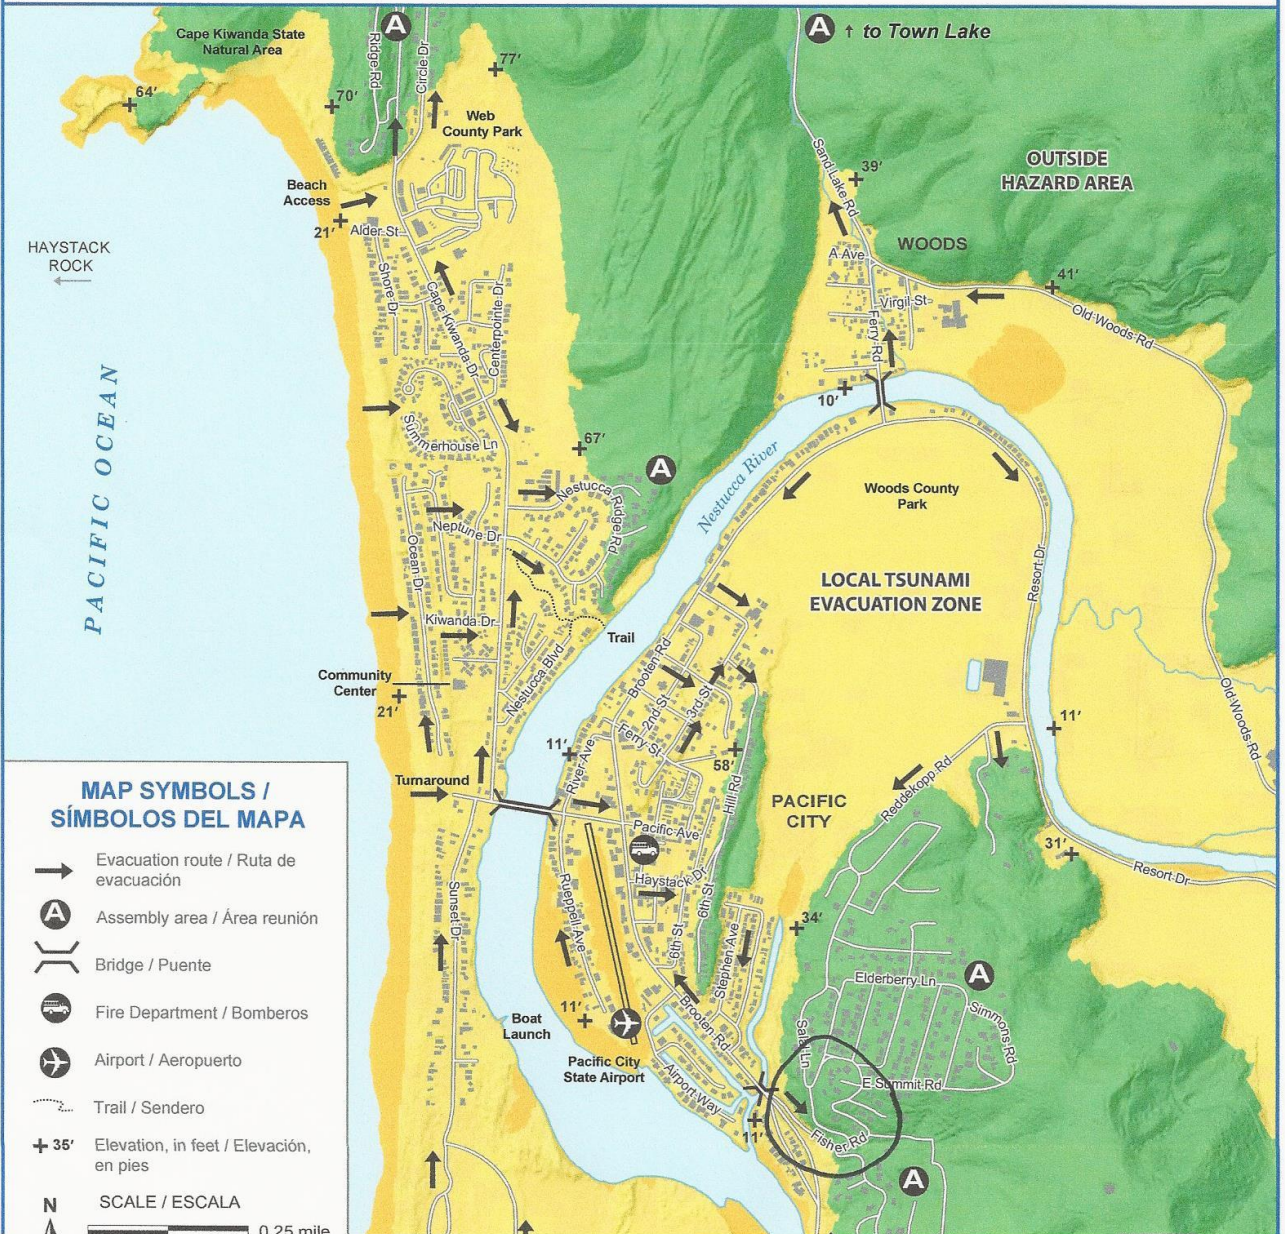 Cape Kiwanda State
Natural Area
A
↑ to Town Lake
Ridge Rd
Circle Dr
77'
64'
70'
Web
County Park
Sand Lake Rd
39'
OUTSIDE
HAZARD AREA
Beach
Access
21'
Alder St
HAYSTACK
ROCK
A Ave
WOODS
41'
Shore Dr
Cape Kiwanda Dr
Centerpointe Dr
Virgil St
Ferry Rd
Old Woods Rd
PACIFIC OCEAN
10'
Summerhouse Ln
67'
A
Nestucca River
Nestucca Ridge Rd
Woods County
Park
Neptune Dr
Ocean Dr
Resort Dr
LOCAL TSUNAMI
EVACUATION ZONE
Kiwanda Dr
Trail
Nestucca Blvd
Brooten Rd
Community
Center
21'
2nd St
3rd St
Old Woods Rd
11'
11'
River Ave
Ferry St
58'
Turnaround
Hill Rd
Reddekopp Rd
PACIFIC
CITY
Pacific Ave
31'
Resort Dr
Haystack Dr
Sunset Dr
Rueppell Ave
6th St
6th St
Stephen Ave
34'
Elderberry Ln
A
Simmons Rd
11'
Boat
Launch
Brooten Rd
Salal Ln
Pacific City
State Airport
Airport Way
E Summit Rd
11'
Fisher Rd
A
MAP SYMBOLS /
SÍMBOLOS DEL MAPA
Evacuation route / Ruta de
evacuación
A Assembly area / Área reunión
Bridge / Puente
Fire Department / Bomberos
Airport / Aeropuerto
Trail / Sendero
+ 35' Elevation, in feet / Elevación,
en pies
N SCALE / ESCALA
0.25 mile
A